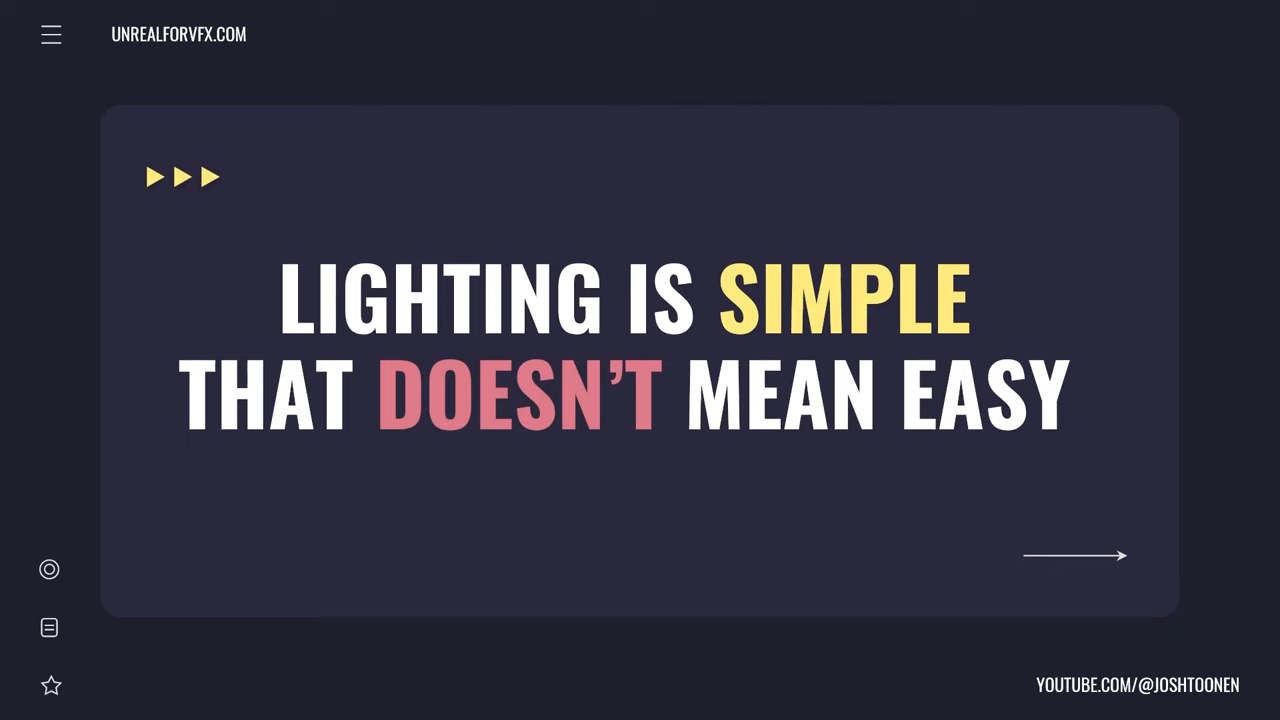 UNREALFORVFX.COM
LIGHTING IS SIMPLE
THAT DOESN’T MEAN EASY
YOUTUBE.COM/@JOSHTOONEN